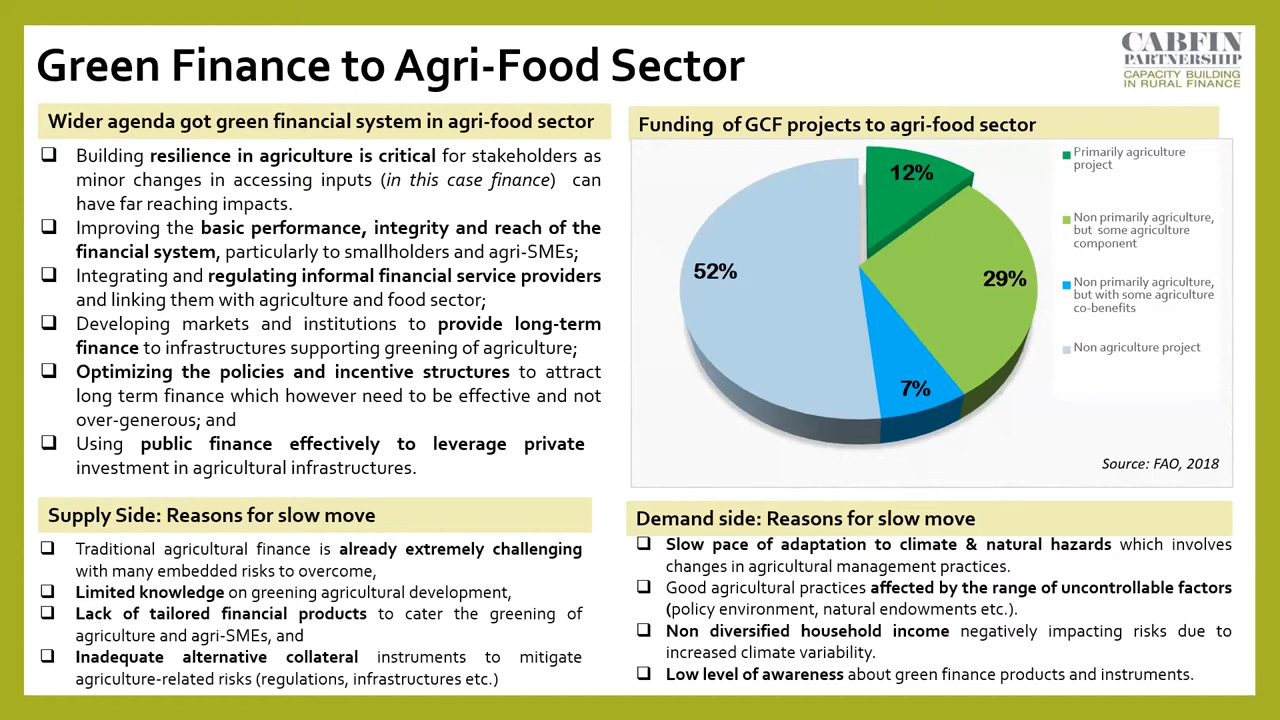 Green Finance to Agri-Food Sector
CABFIN
PARTNERSHIP
CAPACITY BUILDING
IN RURAL FINANCE
Wider agenda got green financial system in agri-food sector
❑ Building resilience in agriculture is critical for stakeholders as
minor changes in accessing inputs (in this case finance) can
have far reaching impacts.
❑ Improving the basic performance, integrity and reach of the
financial system, particularly to smallholders and agri-SMEs;
❑ Integrating and regulating informal financial service providers
and linking them with agriculture and food sector;
❑ Developing markets and institutions to provide long-term
finance to infrastructures supporting greening of agriculture;
❑ Optimizing the policies and incentive structures to attract
long term finance which however need to be effective and not
over-generous; and
❑ Using public finance effectively to leverage private
investment in agricultural infrastructures.
Funding of GCF projects to agri-food sector
12%
29%
7%
52%
Primarily agriculture
project
Non primarily agriculture,
but some agriculture
component
Non primarily agriculture,
but with some agriculture
co-benefits
Non agriculture project
Source: FAO, 2018
Supply Side: Reasons for slow move
❑ Traditional agricultural finance is already extremely challenging
with many embedded risks to overcome,
❑ Limited knowledge on greening agricultural development,
❑ Lack of tailored financial products to cater the greening of
agriculture and agri-SMEs, and
❑ Inadequate alternative collateral instruments to mitigate
agriculture-related risks (regulations, infrastructures etc.)
Demand side: Reasons for slow move
❑ Slow pace of adaptation to climate & natural hazards which involves
changes in agricultural management practices.
❑ Good agricultural practices affected by the range of uncontrollable factors
(policy environment, natural endowments etc.).
❑ Non diversified household income negatively impacting risks due to
increased climate variability.
❑ Low level of awareness about green finance products and instruments.